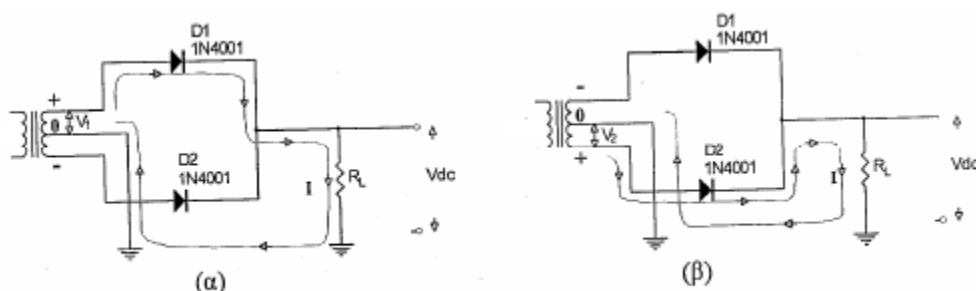 D1
1N4001
+
0
V1
-
D2
1N4001
I
RL
Vdc
(α)
D1
1N4001
-
0
V2
+
D2
1N4001
I
RL
Vdc
(β)